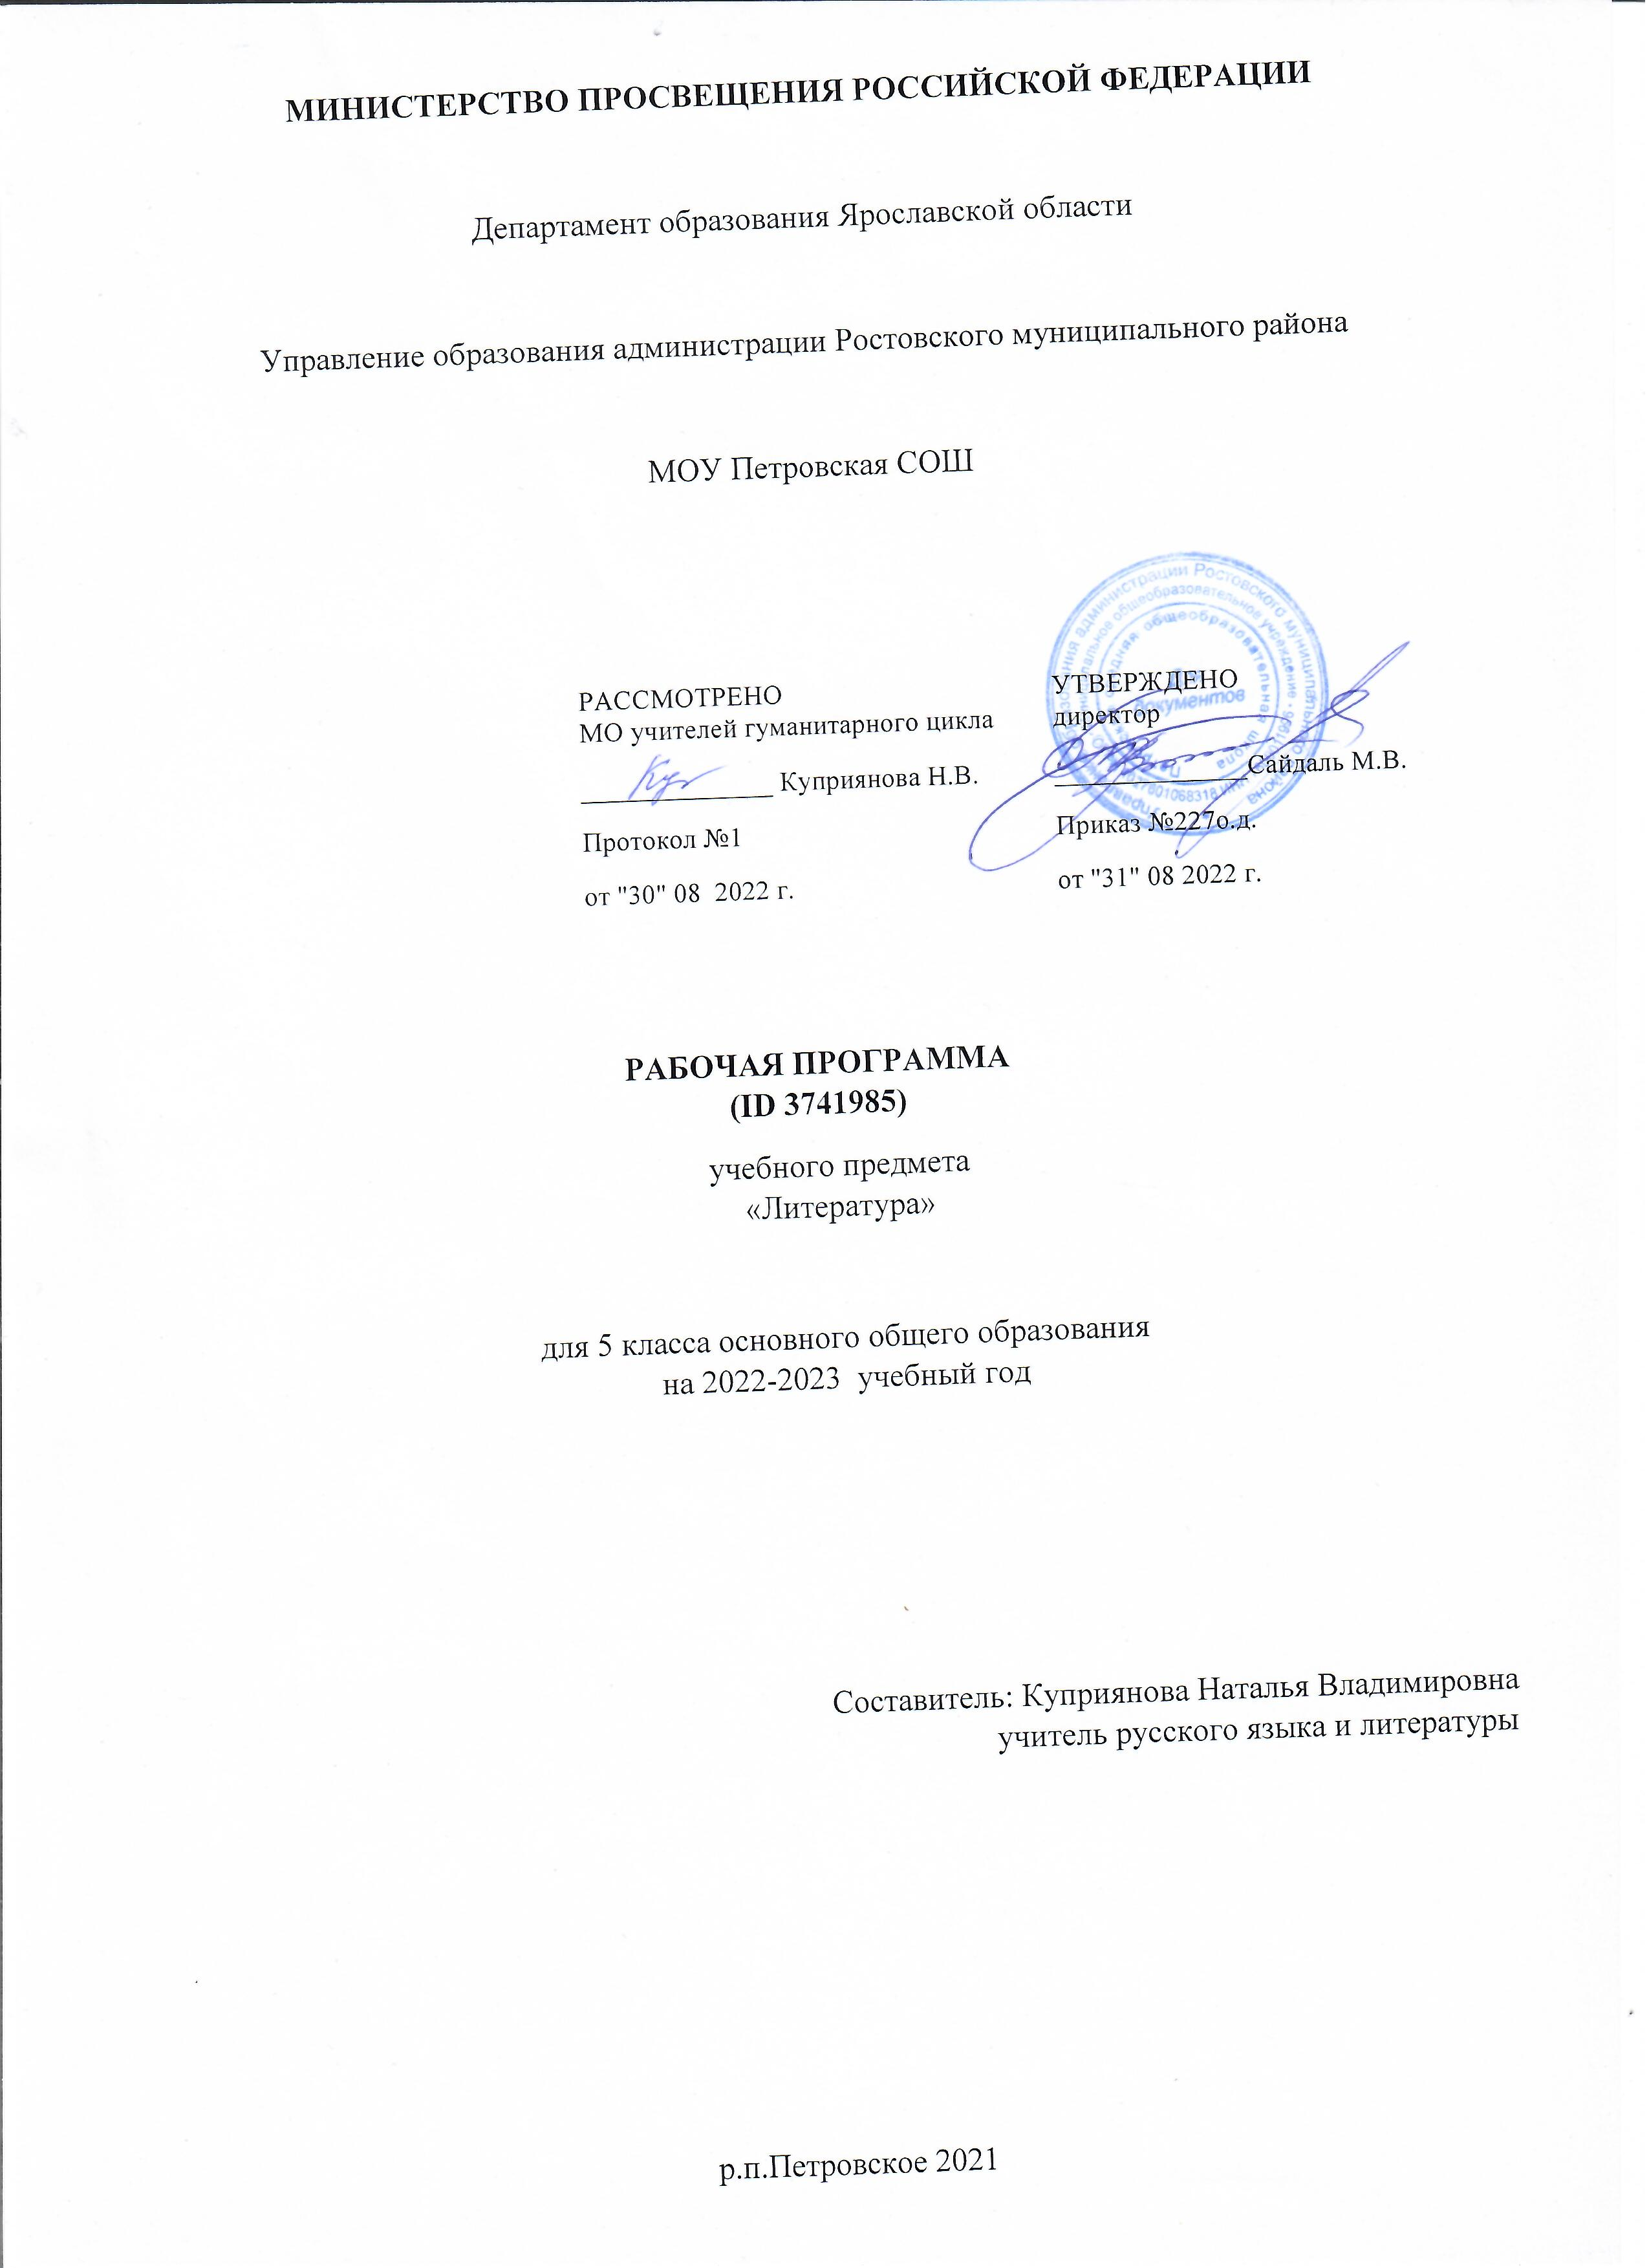 МИНИСТЕРСТВО ПРОСВЕЩЕНИЯ РОССИЙСКОЙ ФЕДЕРАЦИИ
Департамент образования Ярославской области
Управление образования администрации Ростовского муниципального района
МОУ Петровская СОШ
РАССМОТРЕНО
МО учителей гуманитарного цикла
______________ Куприянова Н.В.
Протокол №1
от "30" 08  2022 г.
УТВЕРЖДЕНО
директор
______________Сайдаль М.В.
Приказ №227о.д.
от "31" 08 2022 г.
документов
РАБОЧАЯ ПРОГРАММА
(ID 3741985)
учебного предмета
«Литература»
для 5 класса основного общего образования
на 2022-2023  учебный год
Составитель: Куприянова Наталья Владимировна
учитель русского языка и литературы
р.п.Петровское 2021